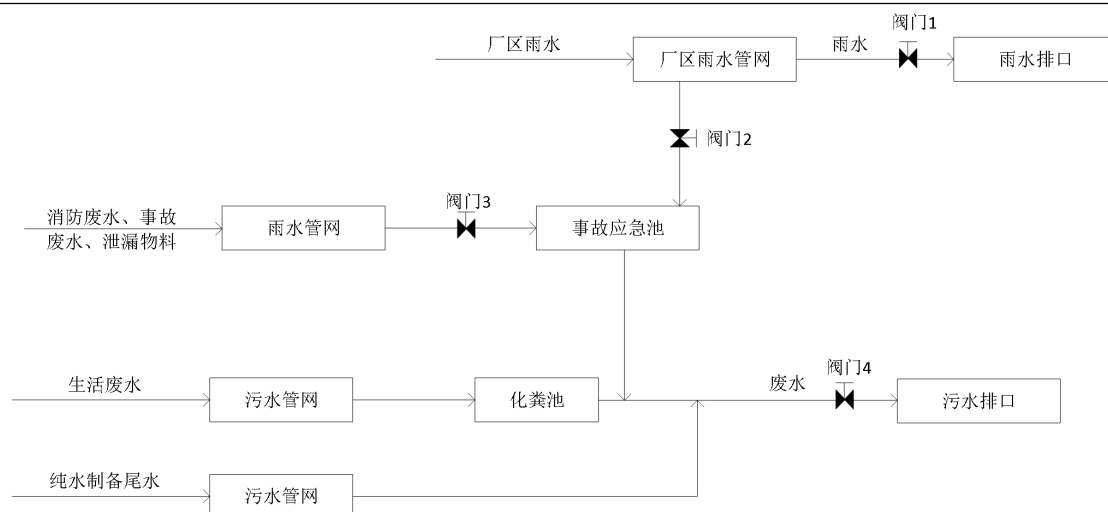 阀门1
厂区雨水
厂区雨水管网
雨水
雨水排口
阀门2
消防废水、事故
废水、泄漏物料
雨水管网
阀门3
事故应急池
生活废水
污水管网
化粪池
废水
阀门4
污水排口
纯水制备尾水
污水管网